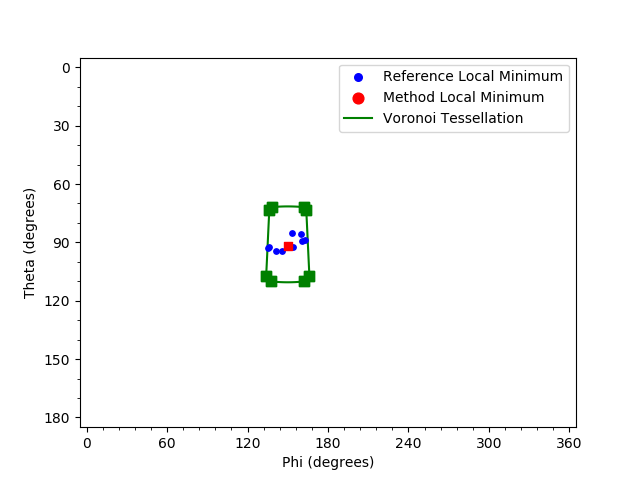 Reference Local Minimum
Method Local Minimum
Voronoi Tessellation
0
30
60
90
120
150
180
Theta (degrees)
0
60
120
180
240
300
360
Phi (degrees)